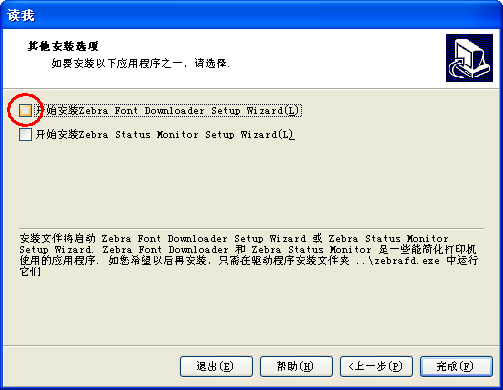 读我
其他安装选项
如要安装以下应用程序之一, 请选择.
开始安装Zebra Font Downloader Setup Wizard(L)
开始安装Zebra Status Monitor Setup Wizard(L)
安装文件将启动 Zebra Font Downloader Setup Wizard 或 Zebra Status Monitor
Setup Wizard. Zebra Font Downloader 和 Zebra Status Monitor 是一些能简化打印机
使用的应用程序. 如您希望以后再安装, 只需在驱动程序安装文件夹 ..\zebrafd.exe 中运行
它们
退出(E) 帮助(H) <上一步(P) 完成(F)